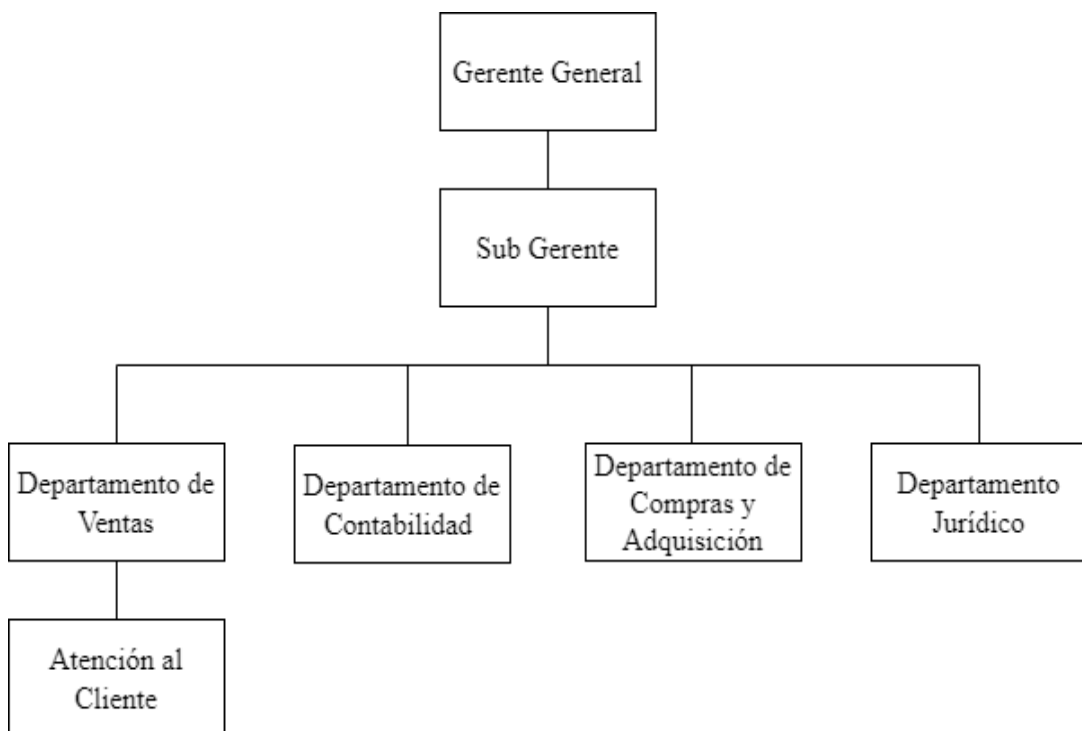 Gerente General
Sub Gerente
Departamento de
Ventas
Departamento de
Contabilidad
Departamento de
Compras y
Adquisición
Departamento
Jurídico
Atención al
Cliente